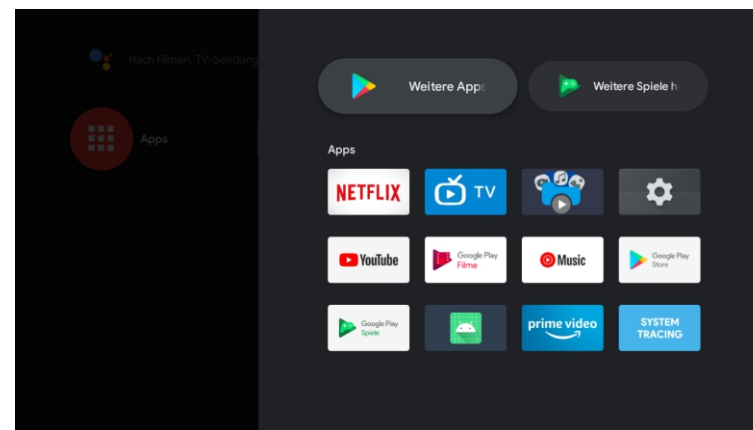 Nach Filmen, TV-Sendung
Weitere App
Weitere Spiele h
Apps
Apps
NETFLIX
TV
YouTube
Google Play
Filme
Music
Google Play
Store
Google Play
Spiele
prime video
SYSTEM
TRACING